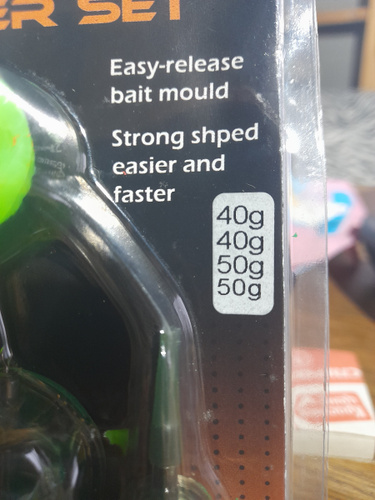 ER SET
Easy-release
bait mould
Strong shped
easier and
faster
40g
40g
50g
50g